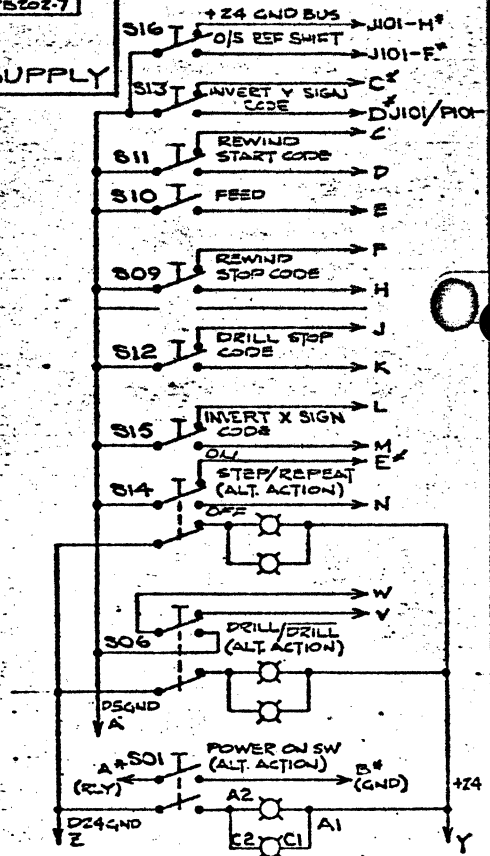 PB202-7
SUPPLY
S16
+24 GND BUS
J101-H*
O/S REF SHIFT
J101-F*
S13
INVERT Y SIGN
CODE
C*
D* J101/P101-
C
S11
REWIND
START CODE
D
S10
FEED
E
F
S09
REWIND
STOP CODE
H
J
S12
DRILL STOP
CODE
K
L
S15
INVERT X SIGN
CODE
M
ON
E*
S14
STEP/REPEAT
(ALT. ACTION)
N
OFF
W
V
S06
DRILL/DRILL
(ALT. ACTION)
D5GND
A
POWER ON SW
(ALT. ACTION)
A* S01
(RLY)
B*
(GND)
+24
A2
D24GND
Z
C2 C1
A1
Y